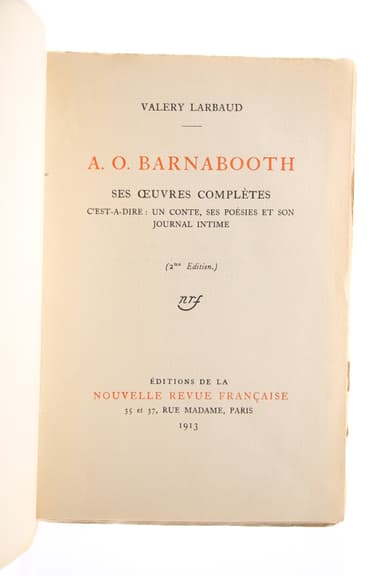 VALERY LARBAUD
A. O. BARNABOOTH
SES ŒUVRES COMPLÈTES
C'EST-A-DIRE : UN CONTE, SES POÉSIES ET SON
JOURNAL INTIME
(2me Edition.)
nrf
ÉDITIONS DE LA
NOUVELLE REVUE FRANÇAISE
35 et 37, RUE MADAME, PARIS
1913